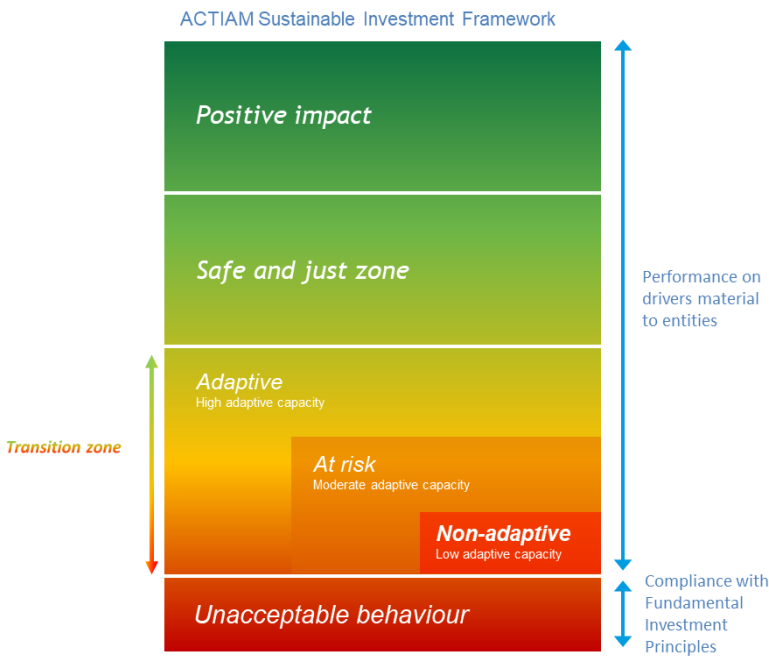 ACTIAM Sustainable Investment Framework
Positive impact
Safe and just zone
Performance on
drivers material
to entities
Adaptive
High adaptive capacity
Transition zone
At risk
Moderate adaptive capacity
Non-adaptive
Low adaptive capacity
Unacceptable behaviour
Compliance with
Fundamental
Investment
Principles